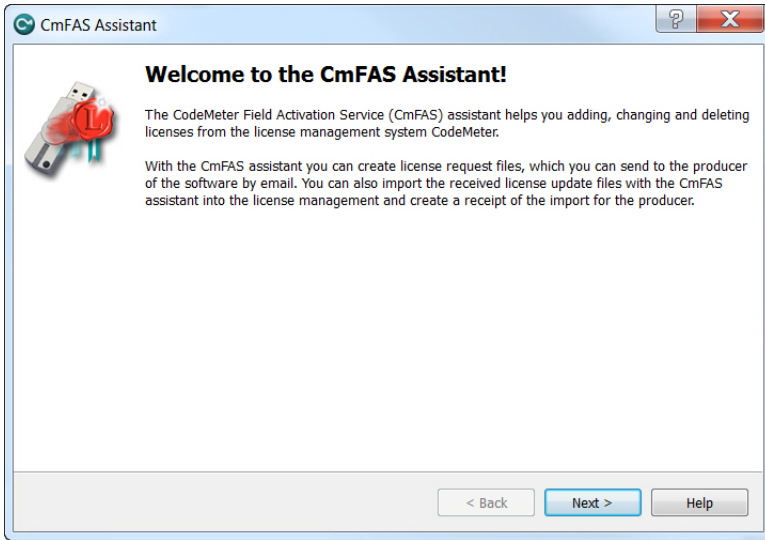 CmFAS Assistant
Welcome to the CmFAS Assistant!
The CodeMeter Field Activation Service (CmFAS) assistant helps you adding, changing and deleting
licenses from the license management system CodeMeter.
With the CmFAS assistant you can create license request files, which you can send to the producer
of the software by email. You can also import the received license update files with the CmFAS
assistant into the license management and create a receipt of the import for the producer.
L
< Back Next > Help